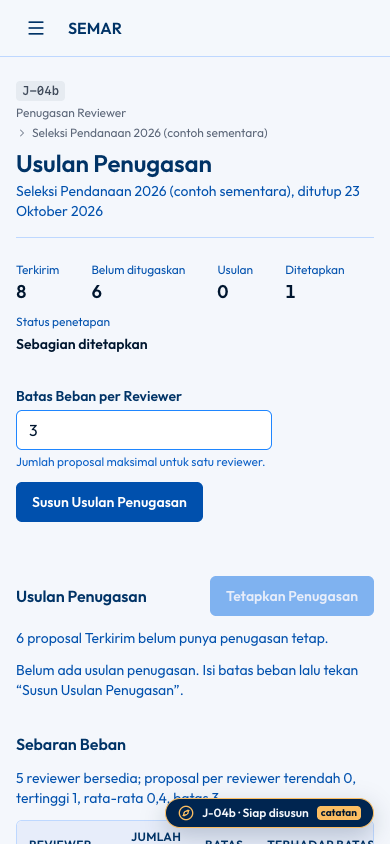 SEMAR
J-04b
Penugasan Reviewer
Seleksi Pendanaan 2026 (contoh sementara)
Usulan Penugasan
Seleksi Pendanaan 2026 (contoh sementara), ditutup 23
Oktober 2026
Terkirim Belum ditugaskan Usulan Ditetapkan
8 6 0 1
Status penetapan
Sebagian ditetapkan
Batas Beban per Reviewer
3
Jumlah proposal maksimal untuk satu reviewer.
Susun Usulan Penugasan
Usulan Penugasan Tetapkan Penugasan
6 proposal Terkirim belum punya penugasan tetap.
Belum ada usulan penugasan. Isi batas beban lalu tekan
“Susun Usulan Penugasan”.
Sebaran Beban
5 reviewer bersedia; proposal per reviewer terendah 0,
tertinggi 1, rata-rata 0,4, batas 3.
J-04b · Siap disusun catatan
REVIEWER JUMLAH BATAS TERHADAP BATAS